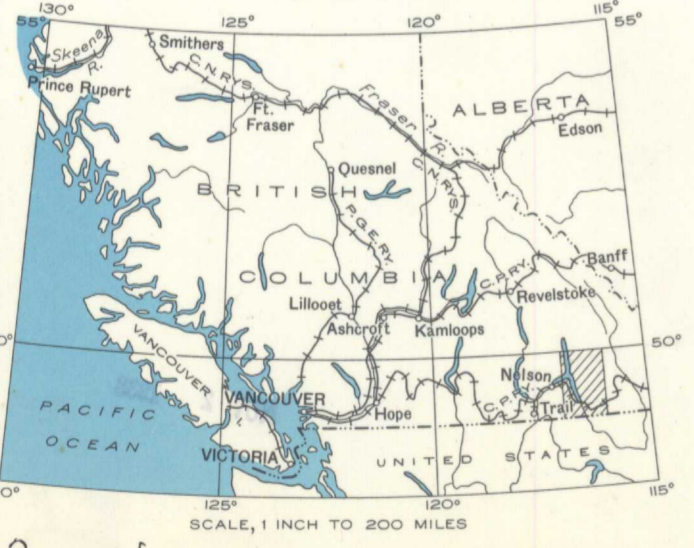 130°
125°
120°
115°
55°
55°
Skeena R.
Smithers
C.N.RYS.
Prince Rupert
Ft. Fraser
Fraser R.
ALBERTA
Edson
Quesnel
C.N.RYS
BRITISH
P.G.E.RY.
COLUMBIA
Banff
C.P.RY.
Lillooet
Revelstoke
Ashcroft
Kamloops
VANCOUVER
50°
Nelson
VANCOUVER
C.P.RY.
Trail
Hope
PACIFIC
OCEAN
I.
VICTORIA
UNITED STATES
125°
120°
115°
SCALE, 1 INCH TO 200 MILES